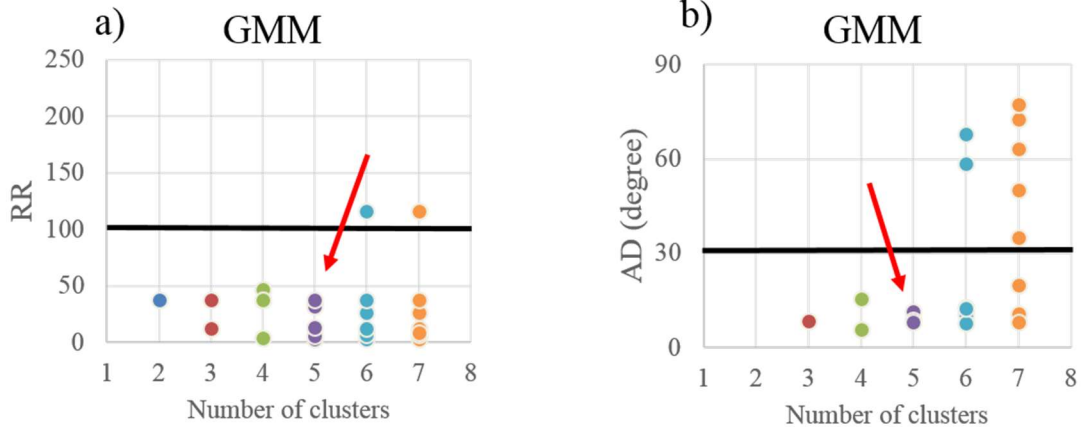 a)
GMM
250
200
150
100
50
0
RR
1 2 3 4 5 6 7 8
Number of clusters
b)
GMM
90
60
30
0
AD (degree)
1 2 3 4 5 6 7 8
Number of clusters